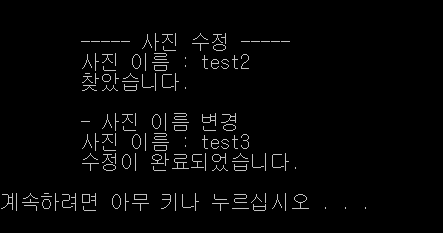 ----- 사진 수정 -----
사진 이름 : test2
찾았습니다.
- 사진 이름 변경
사진 이름 : test3
수정이 완료되었습니다.
계속하려면 아무 키나 누르십시오 . . .